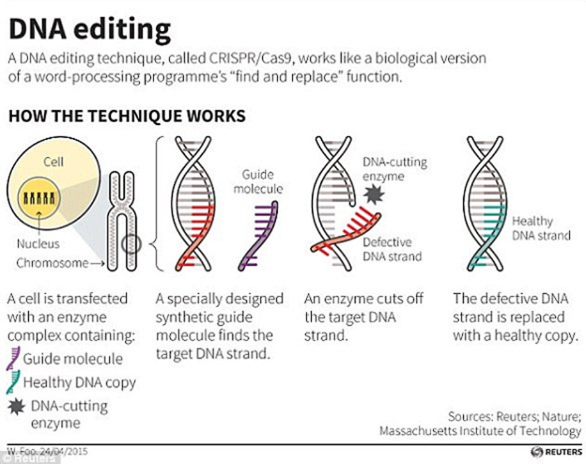 DNA editing
A DNA editing technique, called CRISPR/Cas9, works like a biological version
of a word-processing programme's “find and replace” function.
HOW THE TECHNIQUE WORKS
Cell
Nucleus
Chromosome
Guide
molecule
DNA-cutting
enzyme
Defective
DNA strand
Healthy
DNA strand
A cell is transfected
with an enzyme
complex containing:
Guide molecule
Healthy DNA copy
DNA-cutting
enzyme
A specially designed
synthetic guide
molecule finds the
target DNA strand.
An enzyme cuts off
the target DNA
strand.
The defective DNA
strand is replaced
with a healthy copy.
Sources: Reuters; Nature;
Massachusetts Institute of Technology
W. Foo. 24/04/2015
© Reuters
REUTERS